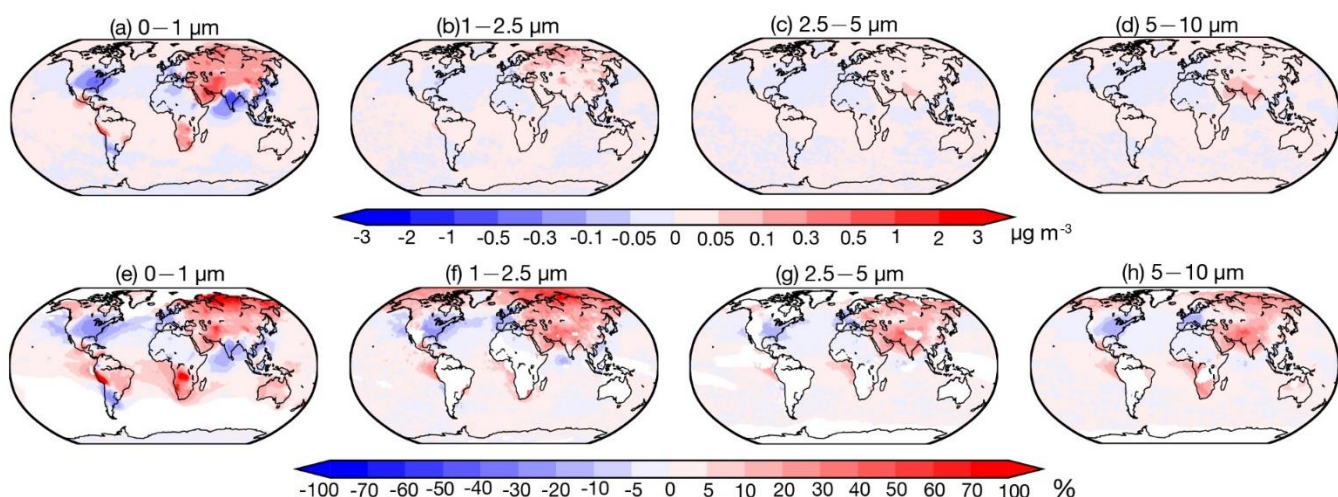 (a) 0−1 µm (b)1−2.5 µm (c) 2.5−5 µm (d) 5−10 µm
-3 -2 -1 -0.5 -0.3 -0.1 -0.05 0 0.05 0.1 0.3 0.5 1 2 3 µg m⁻³
(e) 0−1 µm (f) 1−2.5 µm (g) 2.5−5 µm (h) 5−10 µm
-100 -70 -60 -50 -40 -30 -20 -10 -5 0 5 10 20 30 40 50 60 70 100 %